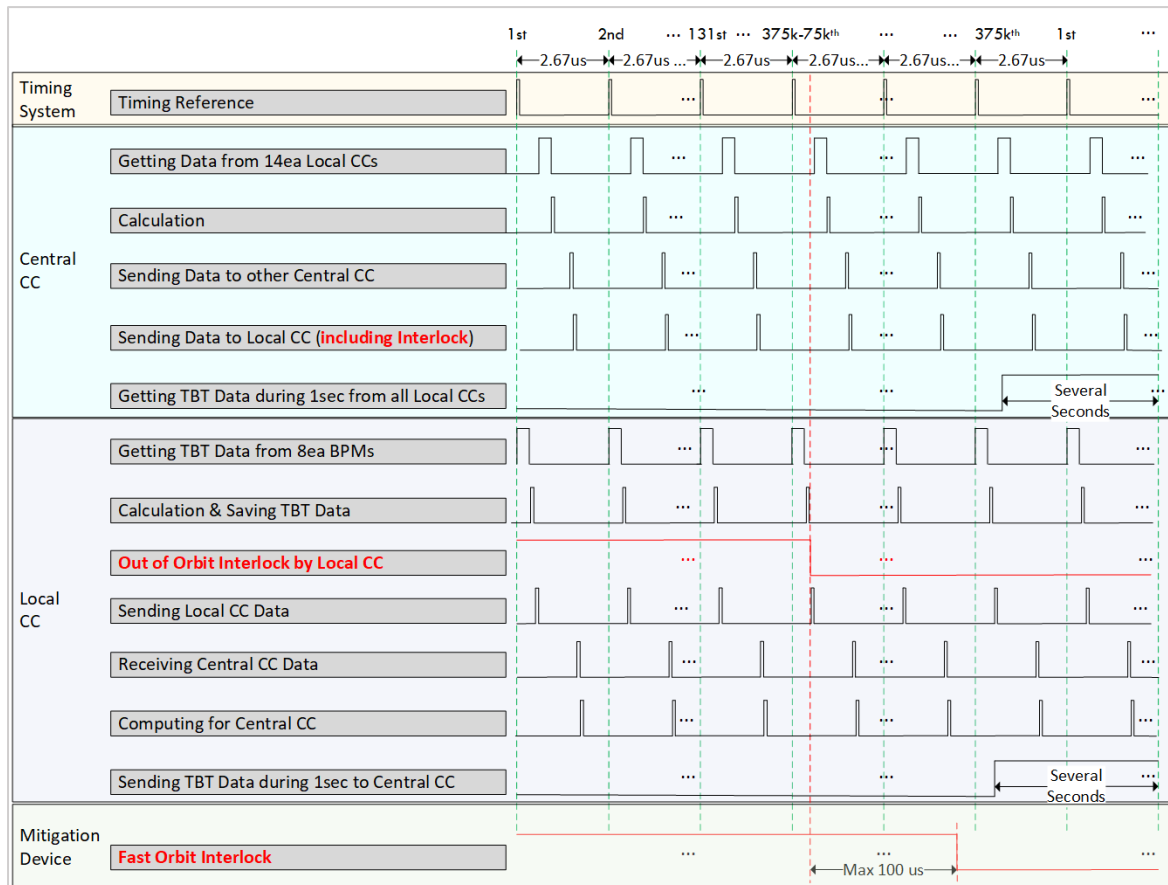 1st 2nd ... 131st ... 375k-75kth ... ... 375kth 1st ...
2.67us 2.67us ... 2.67us 2.67us... 2.67us... 2.67us
Timing
System
Timing Reference
...
...
...
Central
CC
Getting Data from 14ea Local CCs
...
...
...
Calculation
...
...
...
Sending Data to other Central CC
...
...
...
Sending Data to Local CC (including Interlock)
...
...
...
Getting TBT Data during 1sec from all Local CCs
...
...
...
Several
Seconds
Local
CC
Getting TBT Data from 8ea BPMs
...
...
...
Calculation & Saving TBT Data
...
...
...
Out of Orbit Interlock by Local CC
...
...
...
Sending Local CC Data
...
...
...
Receiving Central CC Data
...
...
...
Computing for Central CC
...
...
...
Sending TBT Data during 1sec to Central CC
...
...
...
Several
Seconds
Mitigation
Device
Fast Orbit Interlock
...
...
...
Max 100 us